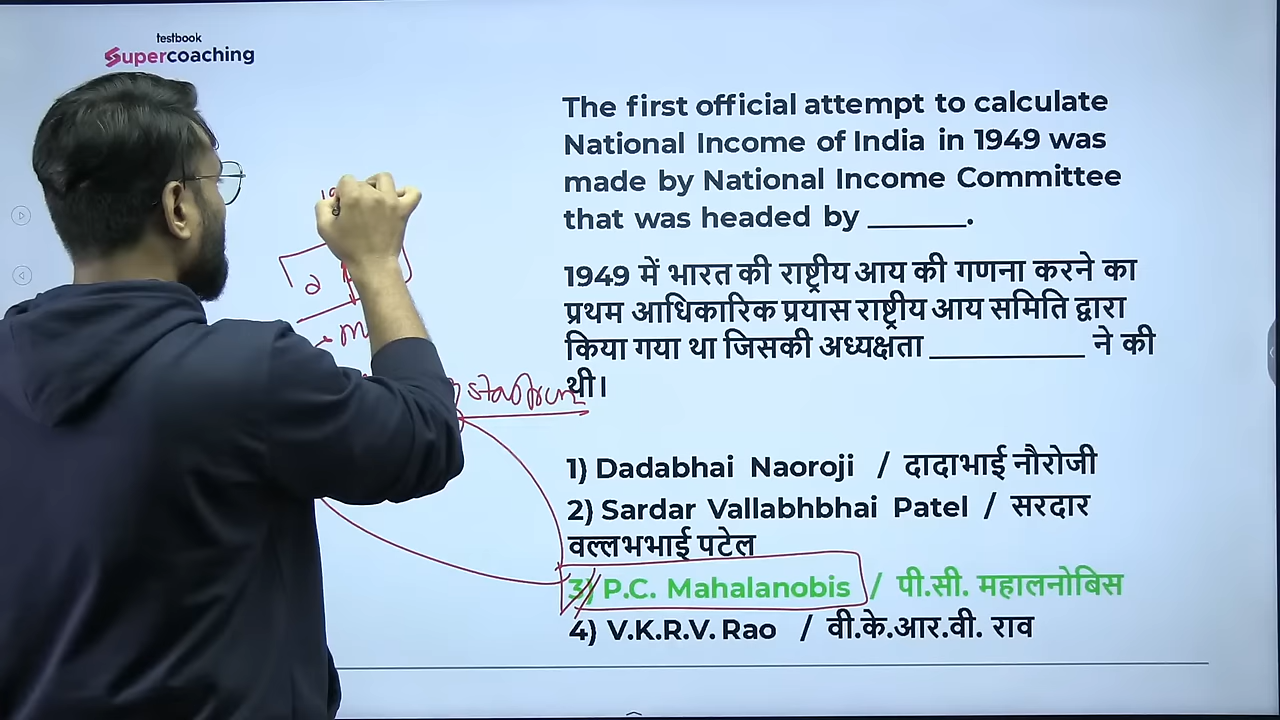 testbook
Supercoaching
The first official attempt to calculate
National Income of India in 1949 was
made by National Income Committee
that was headed by ______.
1949 में भारत की राष्ट्रीय आय की गणना करने का
प्रथम आधिकारिक प्रयास राष्ट्रीय आय समिति द्वारा
किया गया था जिसकी अध्यक्षता __________ ने की
थी।
1) Dadabhai Naoroji / दादाभाई नौरोजी
2) Sardar Vallabhbhai Patel / सरदार
वल्लभभाई पटेल
3) P.C. Mahalanobis / पी.सी. महालनोबिस
4) V.K.R.V. Rao / वी.के.आर.वी. राव